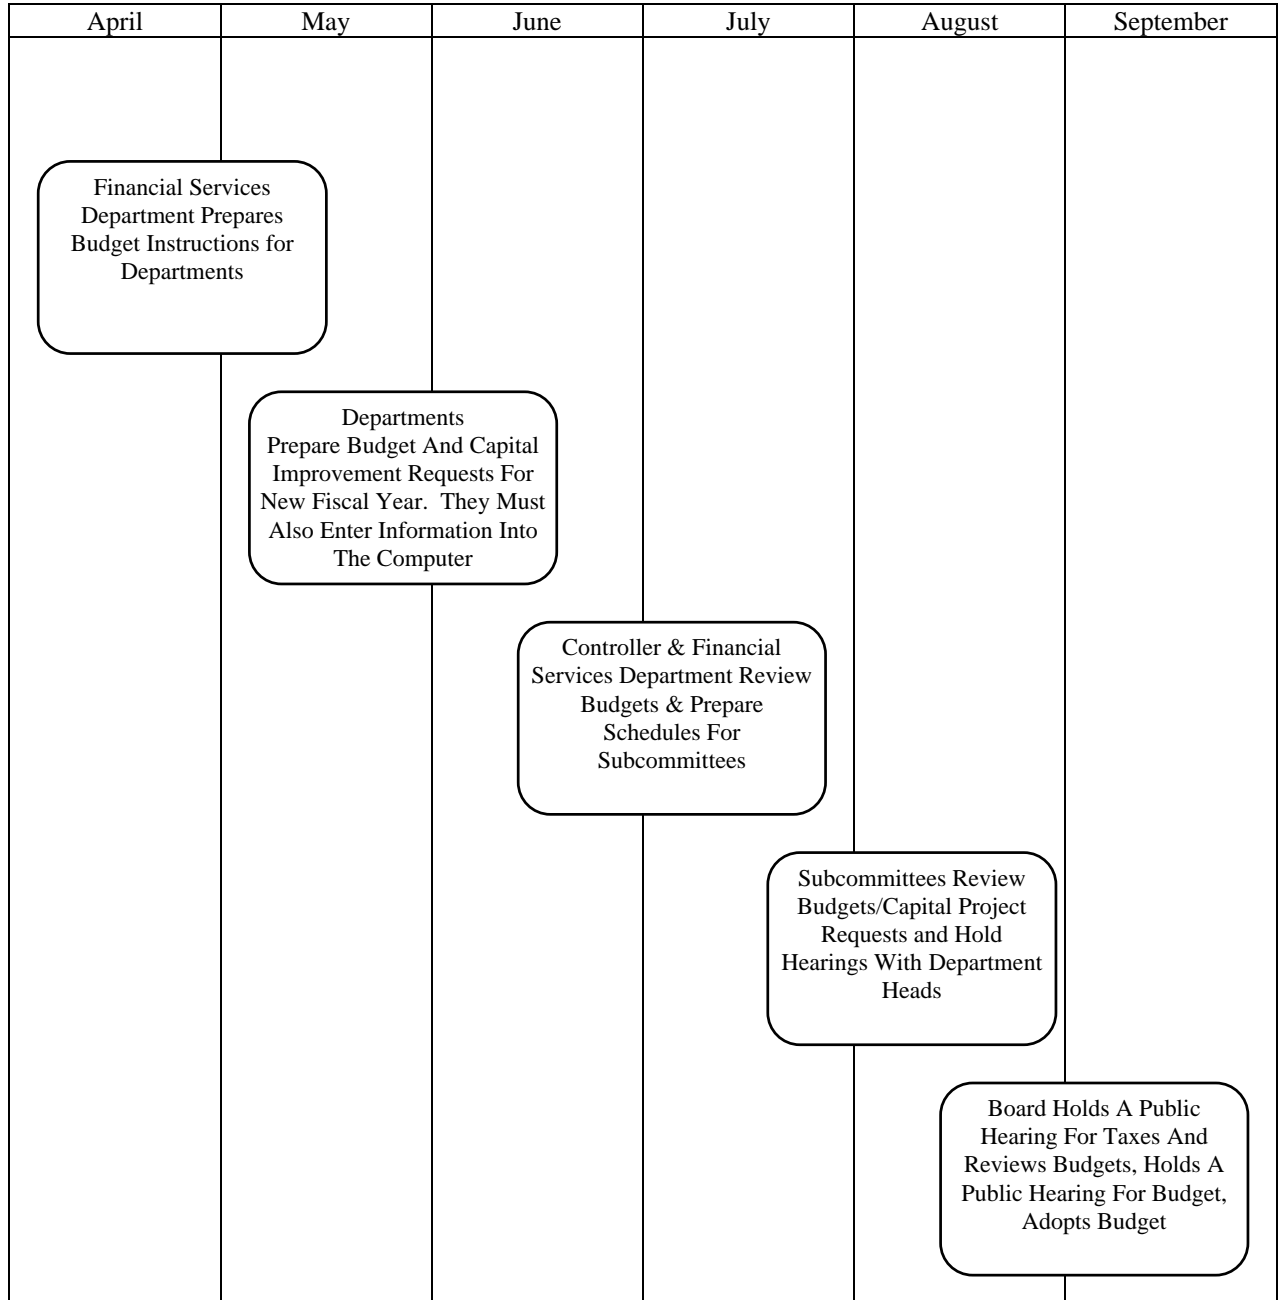 April May June July August September
Financial Services
Department Prepares
Budget Instructions for
Departments
Departments
Prepare Budget And Capital
Improvement Requests For
New Fiscal Year.  They Must
Also Enter Information Into
The Computer
Controller & Financial
Services Department Review
Budgets & Prepare
Schedules For
Subcommittees
Subcommittees Review
Budgets/Capital Project
Requests and Hold
Hearings With Department
Heads
Board Holds A Public
Hearing For Taxes And
Reviews Budgets, Holds A
Public Hearing For Budget,
Adopts Budget